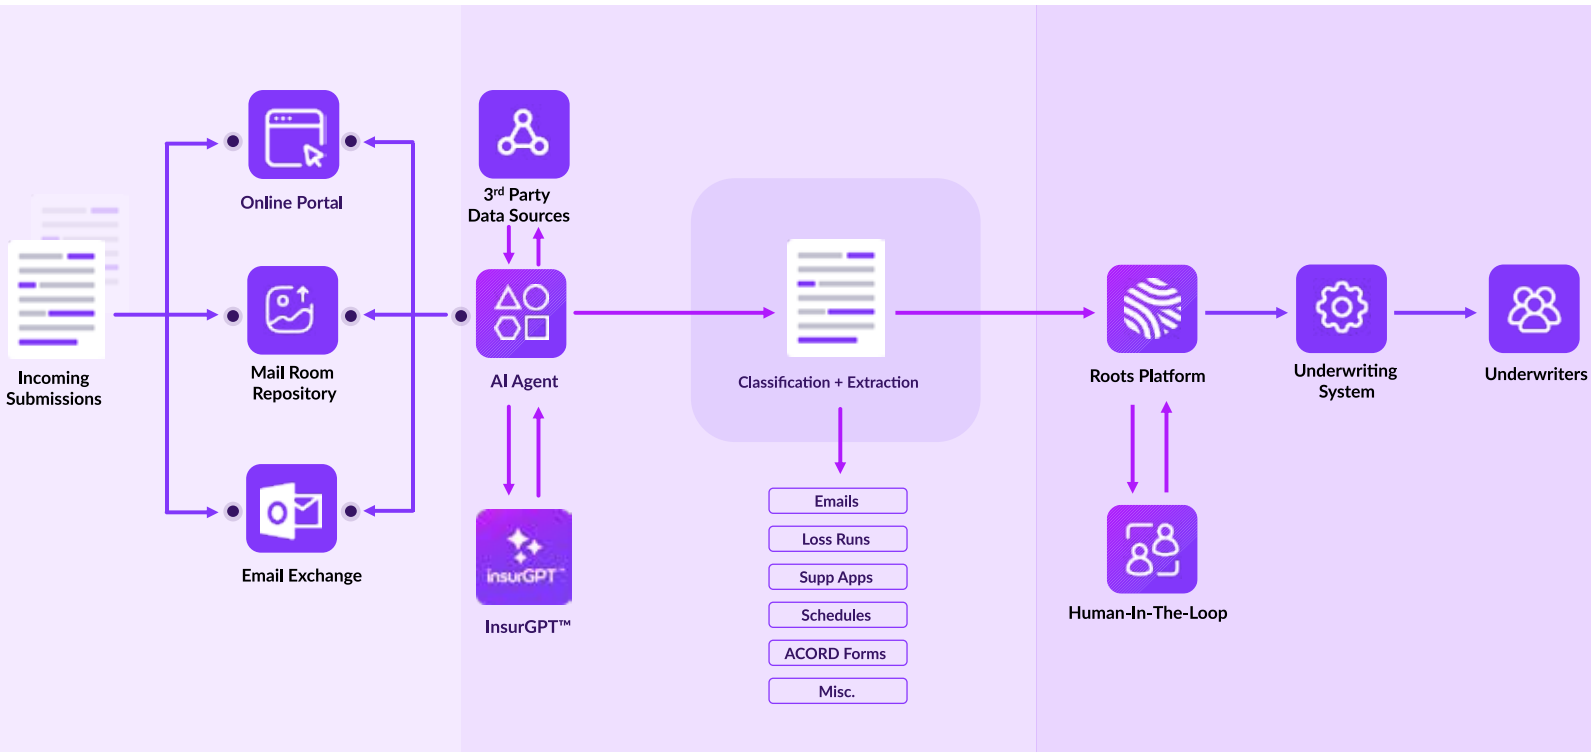 Incoming
Submissions
Online Portal
Mail Room
Repository
Email Exchange
3rd Party
Data Sources
AI Agent
insurGPT™
InsurGPT™
Classification + Extraction
Emails
Loss Runs
Supp Apps
Schedules
ACORD Forms
Misc.
Roots Platform
Human-In-The-Loop
Underwriting
System
Underwriters